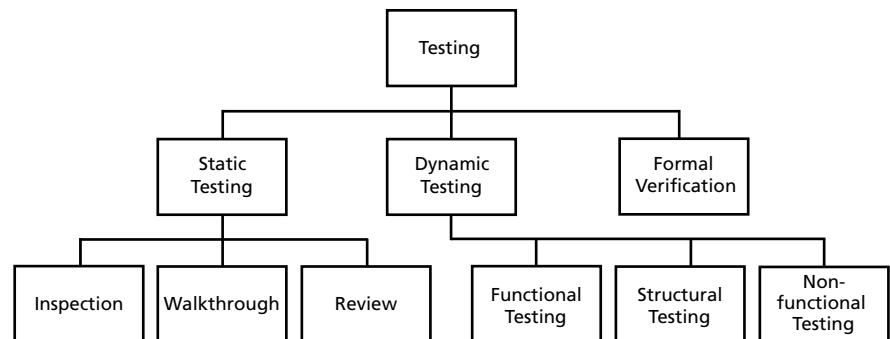 Testing
Static
Testing
Dynamic
Testing
Formal
Verification
Inspection
Walkthrough
Review
Functional
Testing
Structural
Testing
Non-
functional
Testing